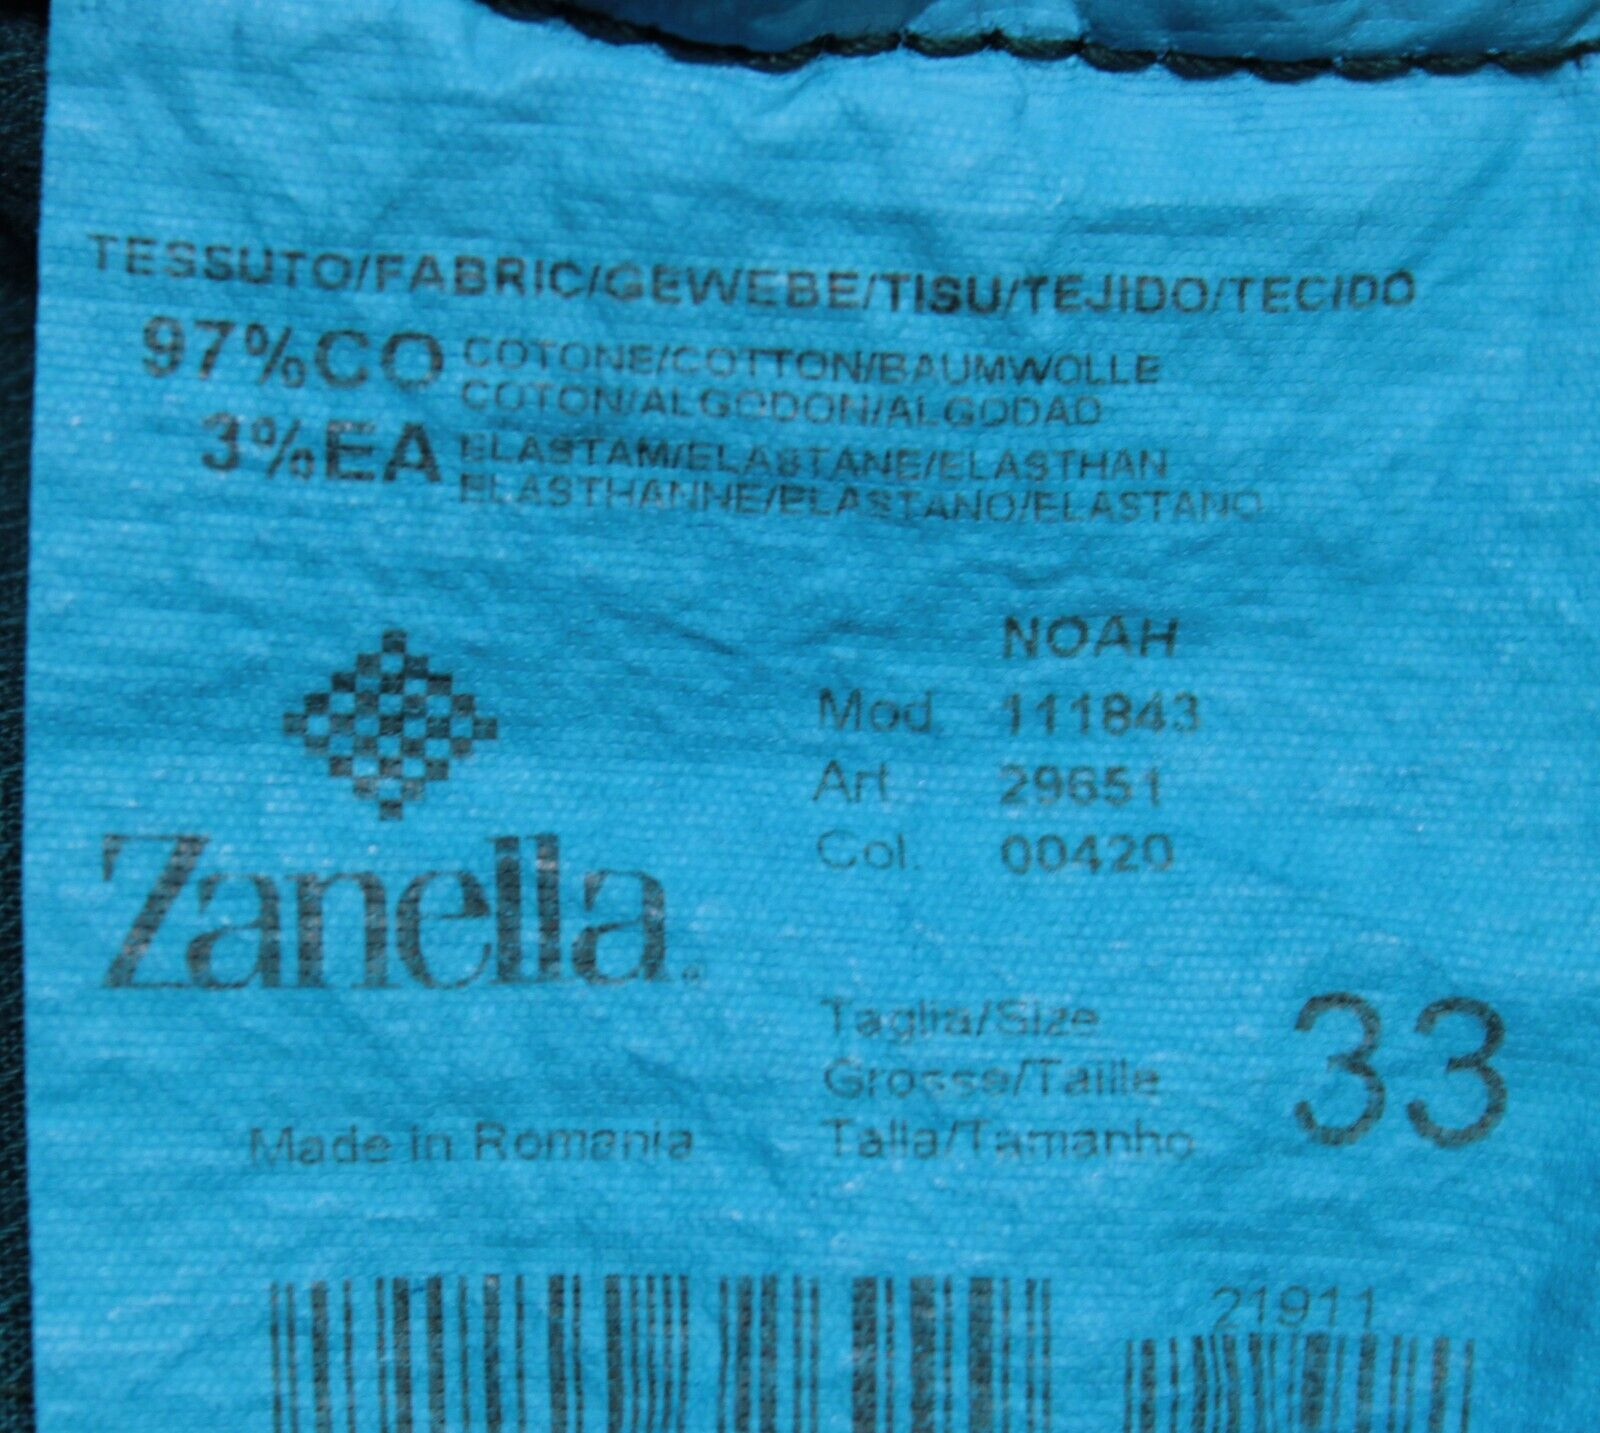 TESSUTO/FABRIC/GEWEBE/TISU/TEJIDO/TECIDO
97%CO COTONE/COTTON/BAUMWOLLE
COTON/ALGODON/ALGODAO
3%EA ELASTAM/ELASTANE/ELASTHAN
ELASTHANNE/ELASTANO/ELASTANO
NOAH
Mod. 111843
Art. 29651
Col. 00420
Zanella
Taglia/Size
Grosse/Taille
Talla/Tamanho
33
Made in Romania
21911